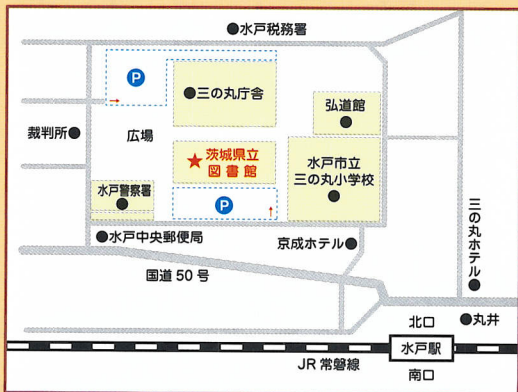 ●水戸税務署
P
●三の丸庁舎
弘道館
●
裁判所●
広場
★茨城県立
図書館
水戸市立
三の丸小学校
●
水戸警察署
●
P
三の丸ホテル●
●水戸中央郵便局
京成ホテル●
国道50号
北口
●丸井
水戸駅
JR常磐線
南口